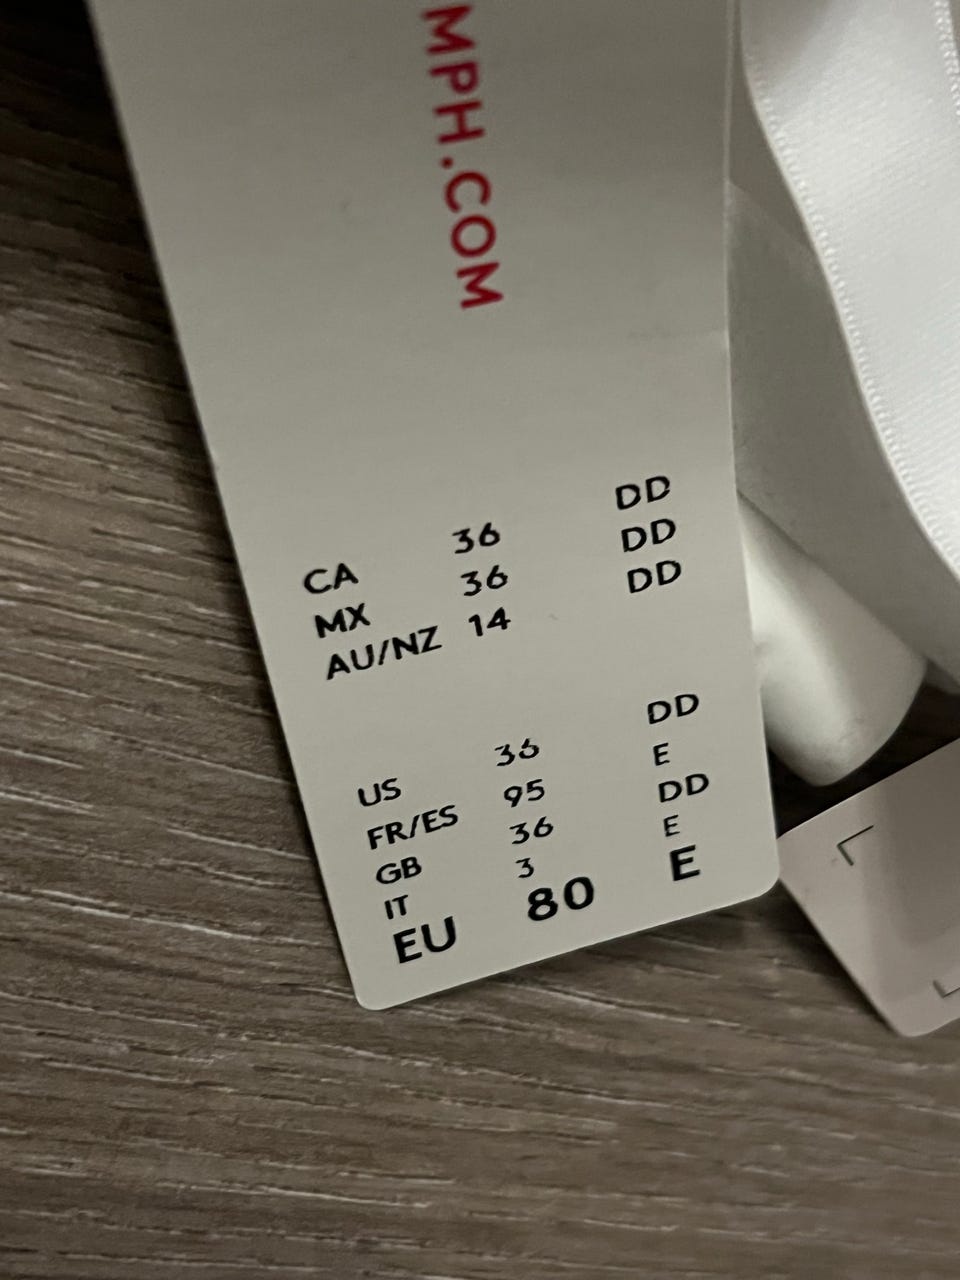 MPH.COM
CA 36 DD
MX 36 DD
AU/NZ 14 DD
US 36 DD
FR/ES 95 E
GB 36 DD
IT 3 E
EU 80 E